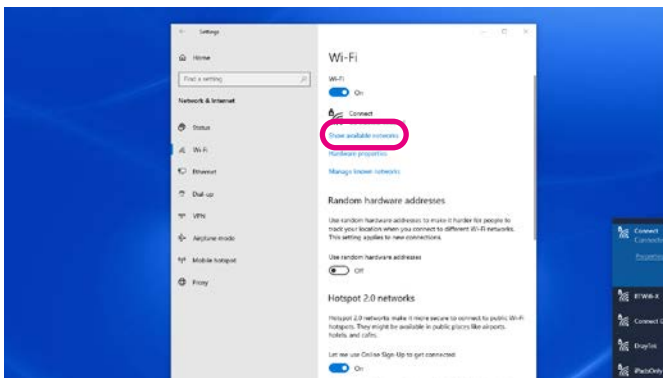 Settings
Home
Find a setting
Network & Internet
Status
Wi-Fi
Ethernet
Dial-up
VPN
Airplane mode
Mobile hotspot
Proxy
Wi-Fi
Wi-Fi
On
Connect
Show available networks
Hardware properties
Manage known networks
Random hardware addresses
Use random hardware addresses to make it harder for people to
track your location when you connect to different Wi-Fi networks.
This setting applies to new connections.
Use random hardware addresses
Off
Hotspot 2.0 networks
Hotspot 2.0 networks make it more secure to connect to public Wi-Fi
hotspots. They might be available in public places like airports,
hotels, and cafes.
Let me use Online Sign-Up to get connected
On
Connect
Properties
Connect
DrayTek
iPadsOnly